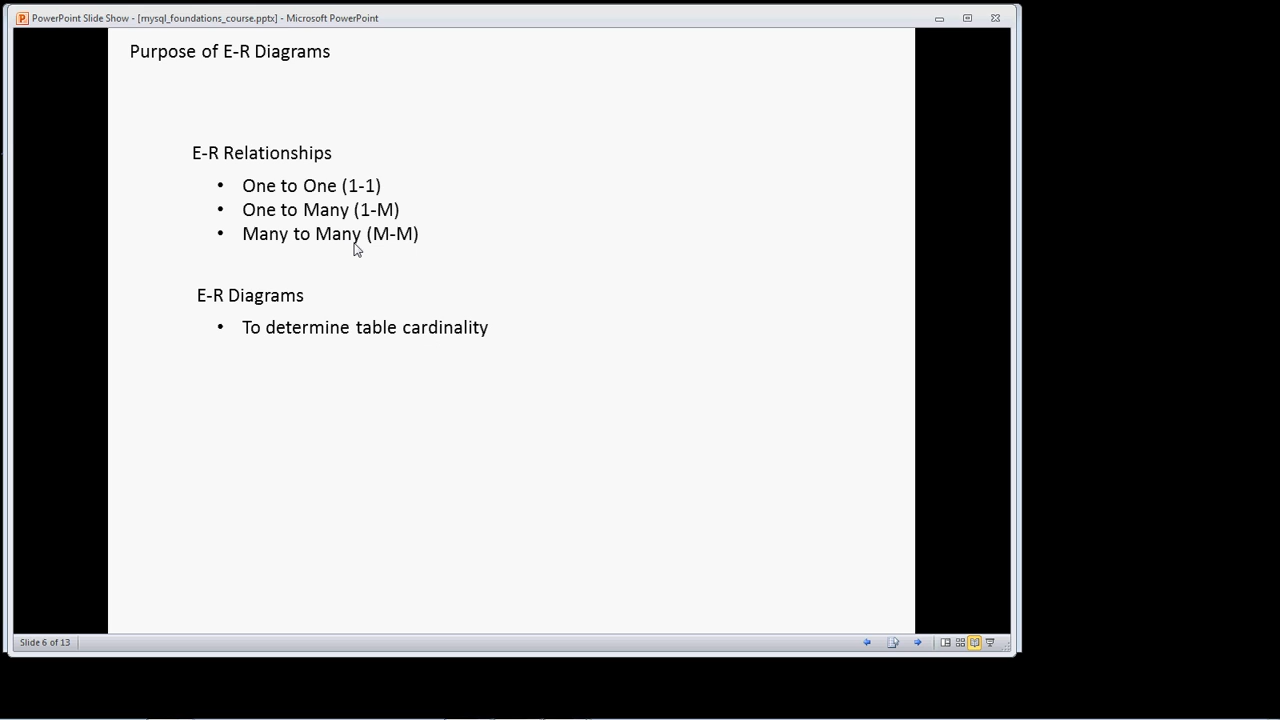 PowerPoint Slide Show - [mysql_foundations_course.pptx] - Microsoft PowerPoint
Purpose of E-R Diagrams
E-R Relationships
• One to One (1-1)
• One to Many (1-M)
• Many to Many (M-M)
E-R Diagrams
• To determine table cardinality
Slide 6 of 13